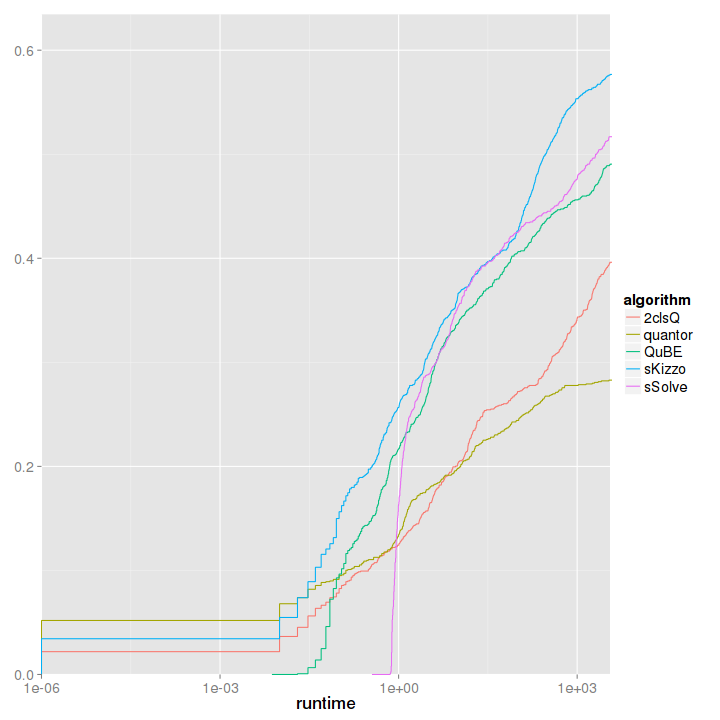 0.6
0.4
0.2
0.0
1e-06 1e-03 1e+00 1e+03
runtime
algorithm
2clsQ
quantor
QuBE
sKizzo
sSolve